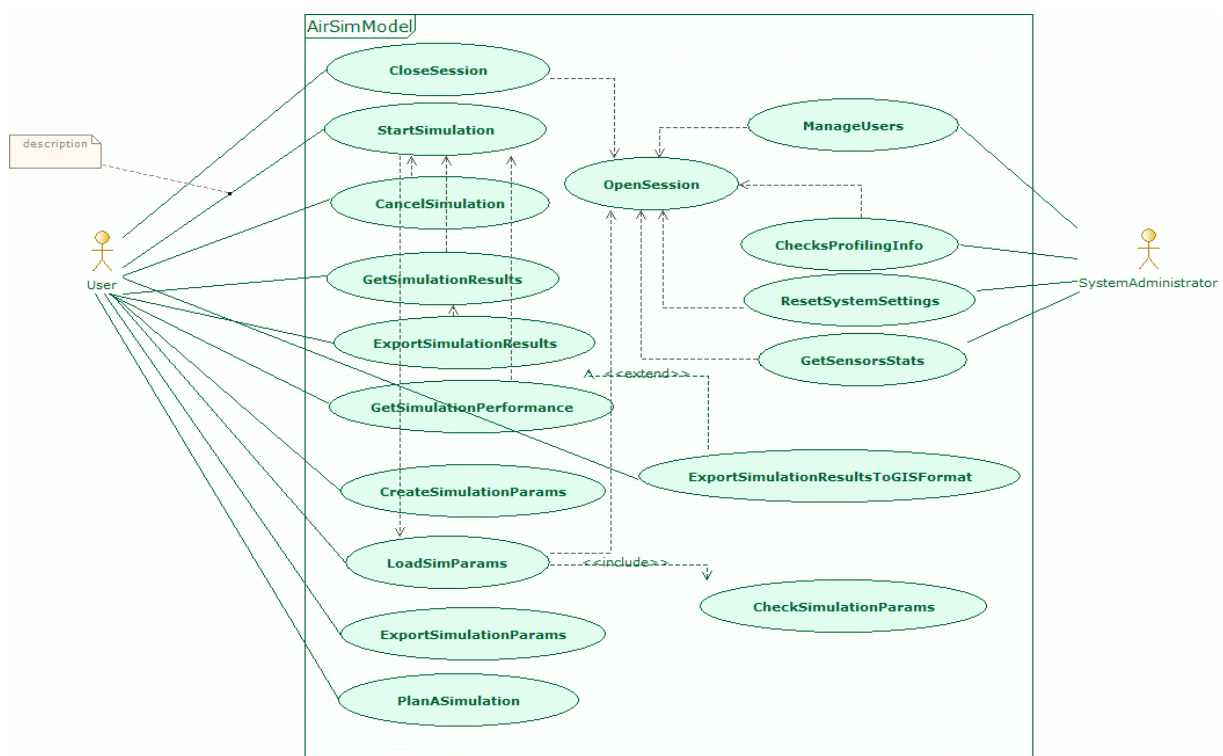 AirSimModel
CloseSession
StartSimulation
ManageUsers
description
OpenSession
CancelSimulation
ChecksProfilingInfo
GetSimulationResults
User
SystemAdministrator
ResetSystemSettings
ExportSimulationResults
GetSensorsStats
<<extend>>
GetSimulationPerformance
ExportSimulationResultsToGISFormat
CreateSimulationParams
LoadSimParams
<<include>>
CheckSimulationParams
ExportSimulationParams
PlanASimulation